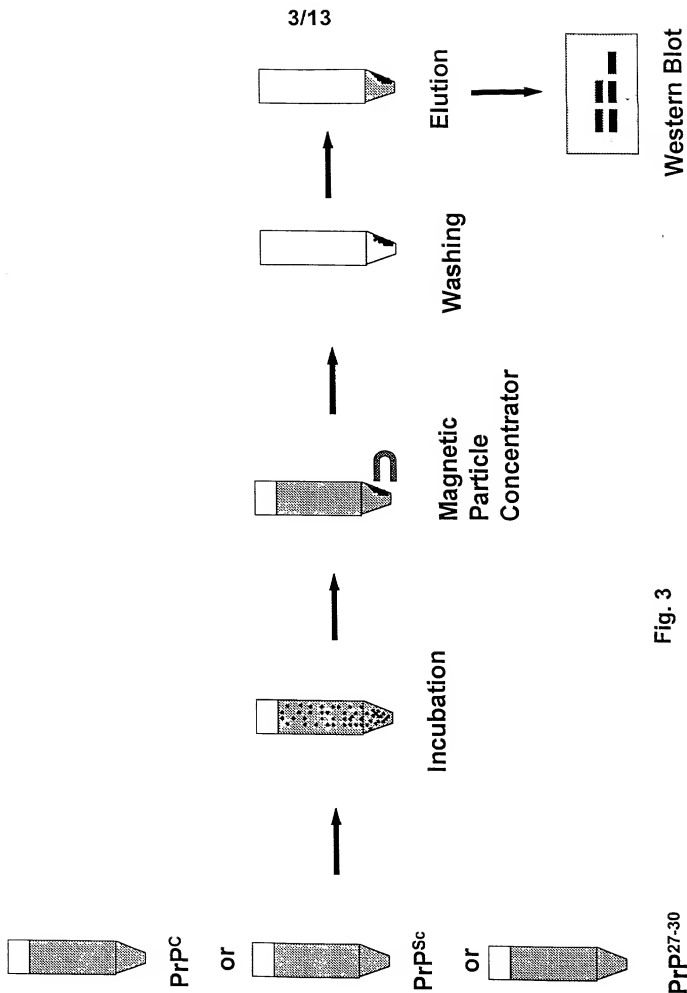 3/13
PrP^C
or
PrP^Sc
or
PrP^27-30
Incubation
Magnetic
Particle
Concentrator
Washing
Elution
Western Blot
Fig. 3